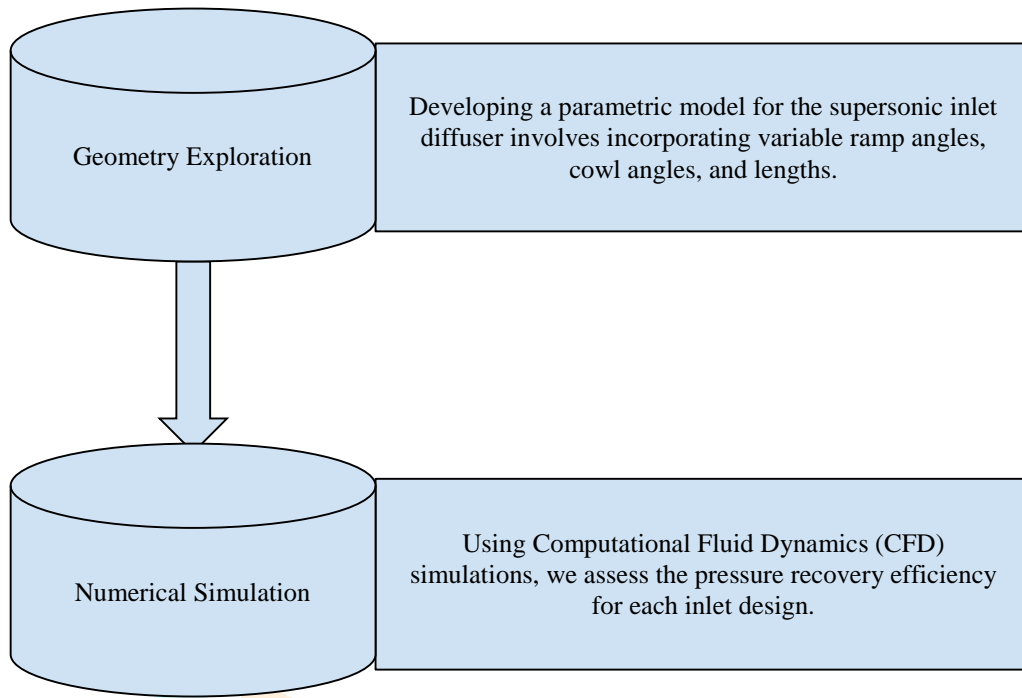 Geometry Exploration
Developing a parametric model for the supersonic inlet
diffuser involves incorporating variable ramp angles,
cowl angles, and lengths.
Numerical Simulation
Using Computational Fluid Dynamics (CFD)
simulations, we assess the pressure recovery efficiency
for each inlet design.